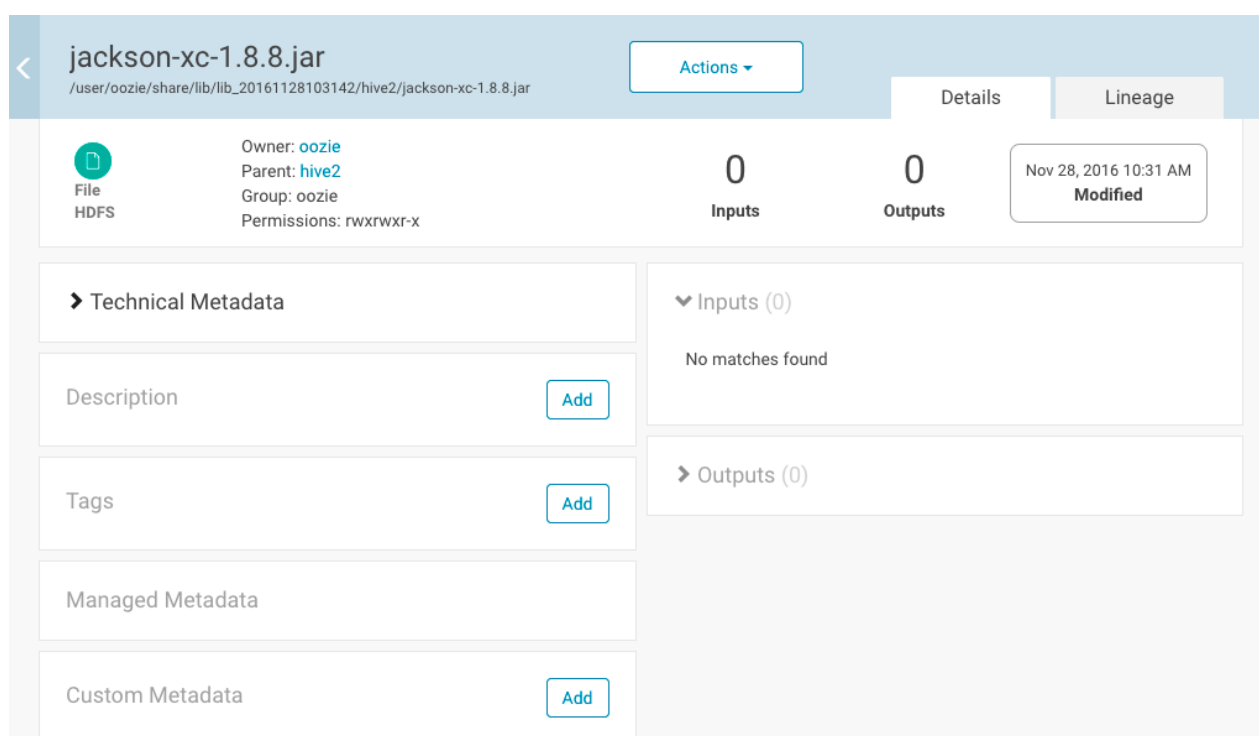 jackson-xc-1.8.8.jar
/user/oozie/share/lib/lib_20161128103142/hive2/jackson-xc-1.8.8.jar
Actions
Details
Lineage
File
HDFS
Owner: oozie
Parent: hive2
Group: oozie
Permissions: rwxrwxr-x
0
Inputs
0
Outputs
Nov 28, 2016 10:31 AM
Modified
Technical Metadata
Description
Add
Tags
Add
Managed Metadata
Custom Metadata
Add
Inputs (0)
No matches found
Outputs (0)